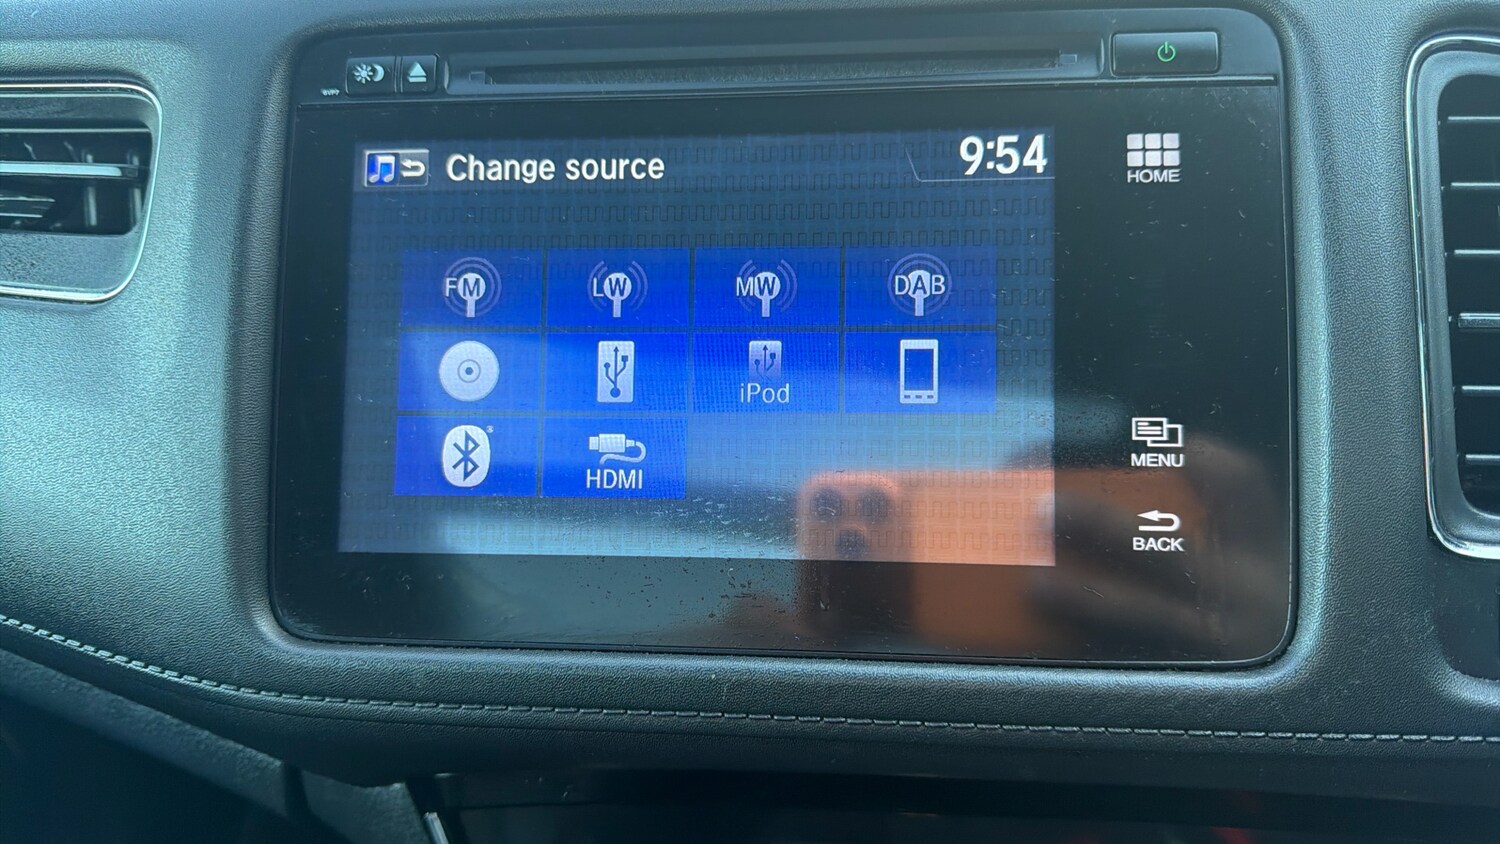 Change source
9:54
HOME
FM
LW
MW
DAB
iPod
HDMI
MENU
BACK